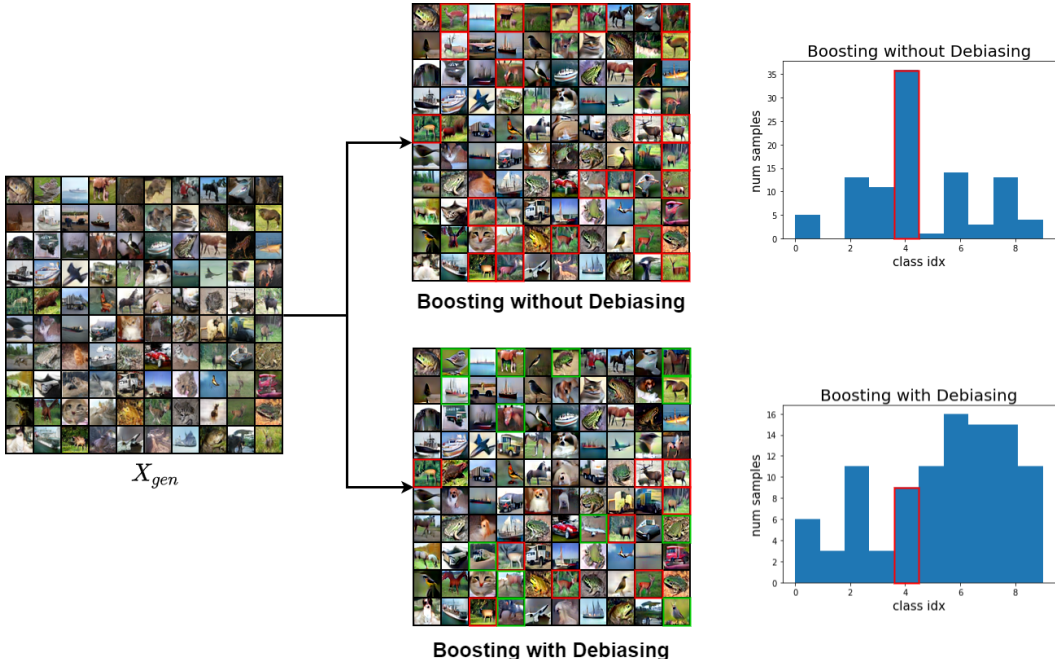 X_gen
Boosting without Debiasing
Boosting with Debiasing
Boosting without Debiasing
num samples
35
30
25
20
15
10
5
0
0 2 4 6 8
class idx
Boosting with Debiasing
num samples
16
14
12
10
8
6
4
2
0
0 2 4 6 8
class idx